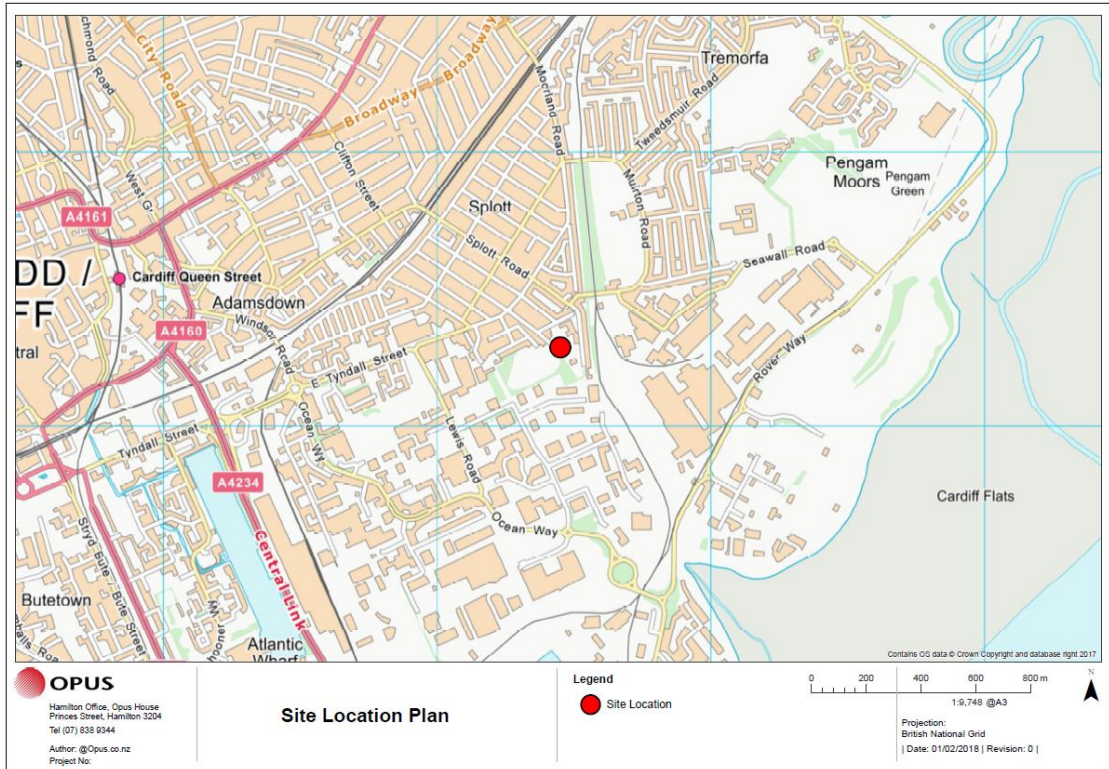 chmond Road
City Road
Broadway
Broadway
Moorland Road
Tremorfa
Tweedsmuir Road
Clifton Street
West G
Splott
Muirton Road
Pengam
Moors
Pengam
Green
A4161
Splott Road
Seawall Road
DD /
FF
Cardiff Queen Street
Adamsdown
Windsor Road
A4160
tral
E Tyndall Street
Rover Way
Ocean W
Lewis Road
Tyndall Street
A4234
Cardiff Flats
Ocean Way
Central Link
Stryd Bute / Bute Street
Butetown
hooner
Atlantic
Wharf
Contains OS data © Crown Copyright and database right 2017
OPUS
Hamilton Office, Opus House
Princes Street, Hamilton 3204
Tel (07) 838 9344
Author: @Opus.co.nz
Project No:
Site Location Plan
Legend
Site Location
0 200 400 600 800 m
1:9,748 @A3
N
Projection:
British National Grid
| Date: 01/02/2018 | Revision: 0 |